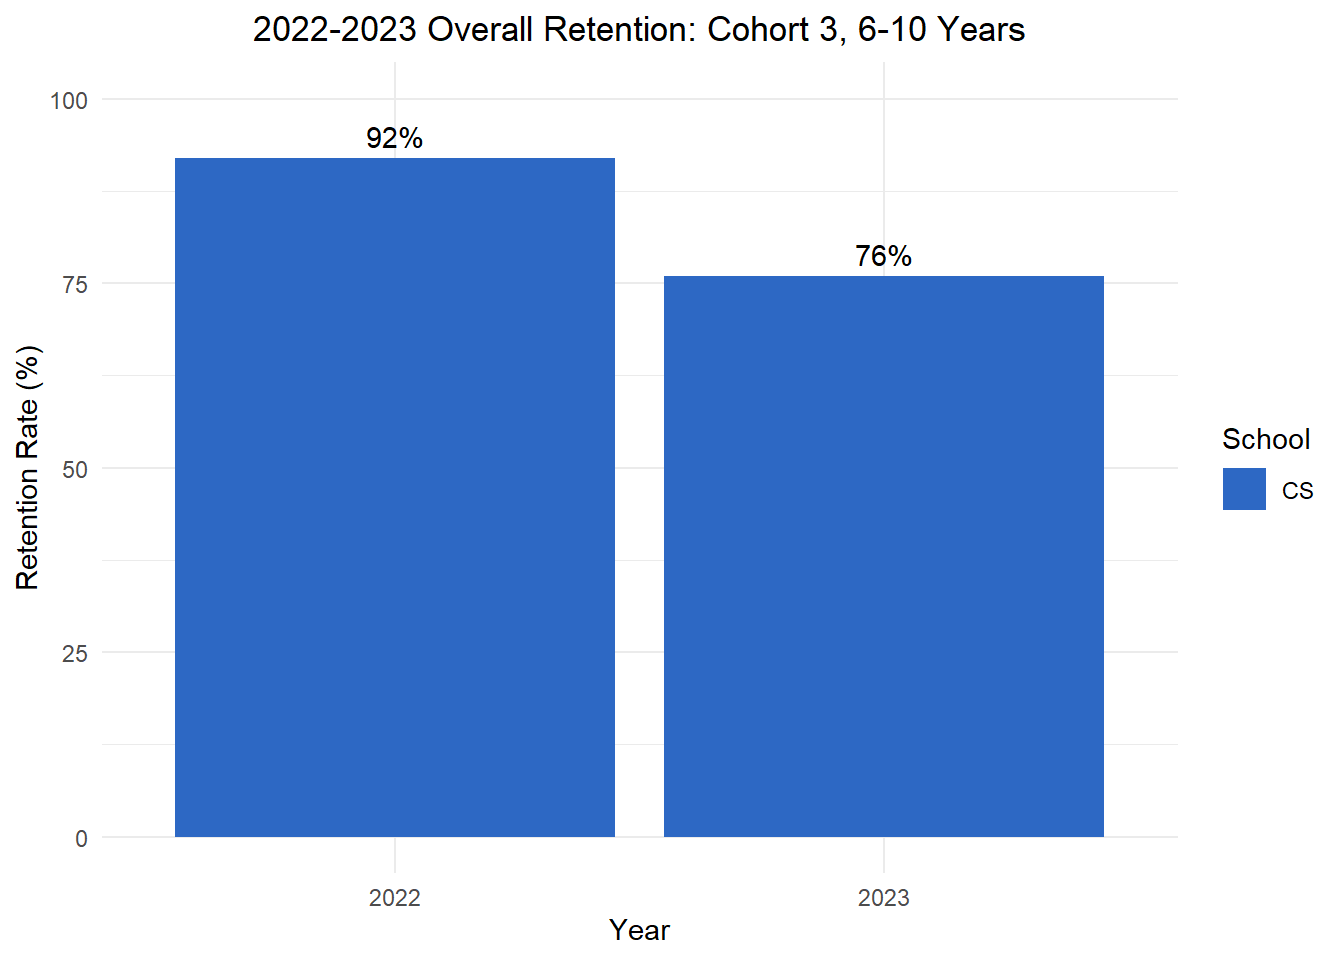 2022-2023 Overall Retention: Cohort 3, 6-10 Years
Retention Rate (%)
100
75
50
25
0
92%
76%
2022
2023
Year
School
CS